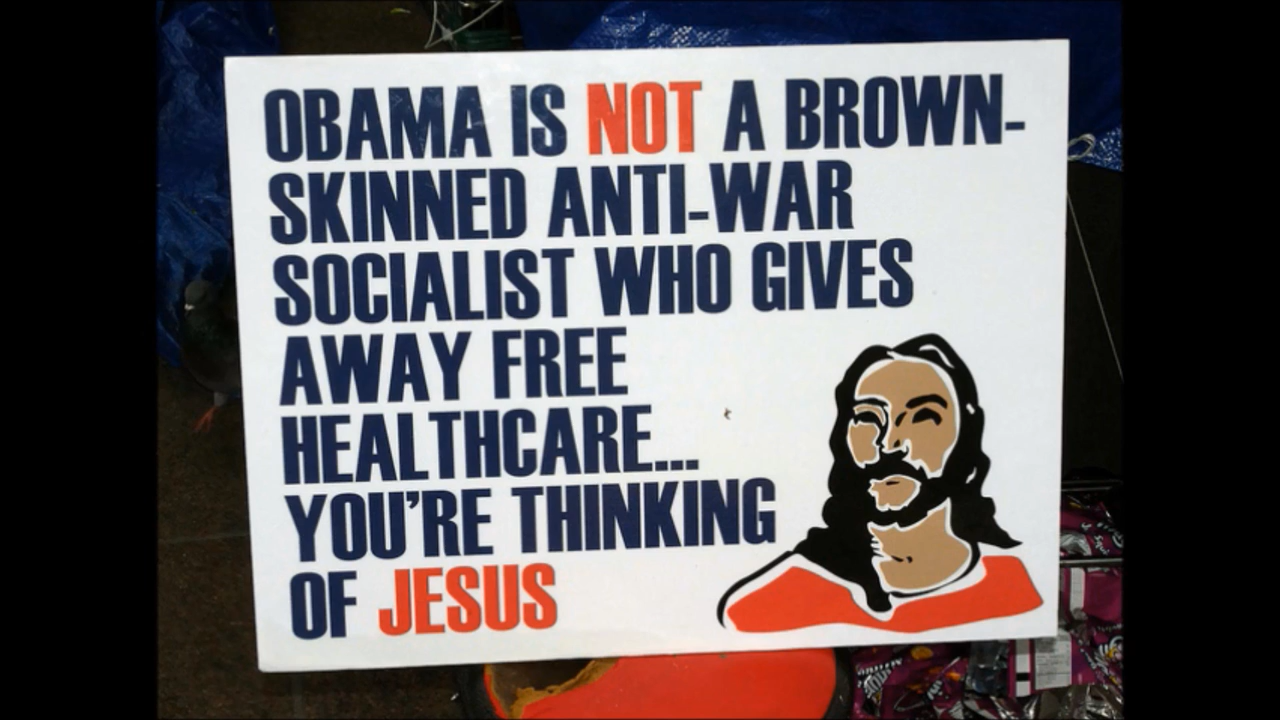 OBAMA IS NOT A BROWN-
SKINNED ANTI-WAR
SOCIALIST WHO GIVES
AWAY FREE
HEALTHCARE...
YOU'RE THINKING
OF JESUS